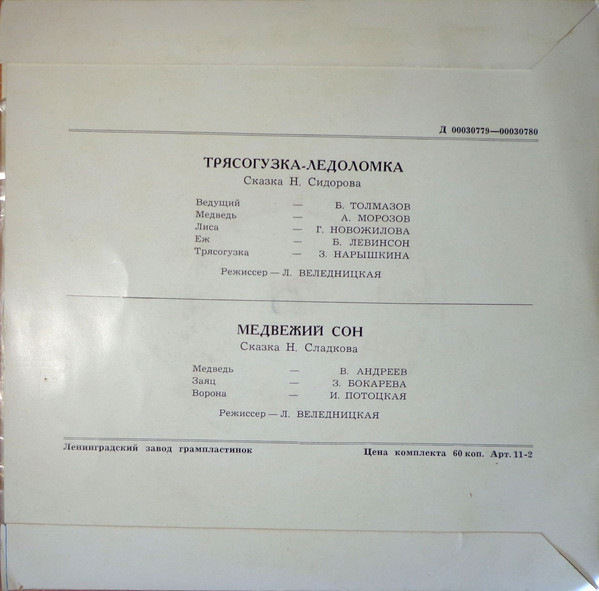 Д 00030779—00030780
ТРЯСОГУЗКА-ЛЕДОЛОМКА
Сказка Н. Сидорова
Ведущий — Б. ТОЛМАЗОВ
Медведь — А. МОРОЗОВ
Лиса — Г. НОВОЖИЛОВА
Еж — Б. ЛЕВИНСОН
Трясогузка — З. НАРЫШКИНА
Режиссер — Л. ВЕЛЕДНИЦКАЯ
МЕДВЕЖИЙ СОН
Сказка Н. Сладкова
Медведь — В. АНДРЕЕВ
Заяц — З. БОКАРЕВА
Ворона — И. ПОТОЦКАЯ
Режиссер — Л. ВЕЛЕДНИЦКАЯ
Ленинградский завод грампластинок Цена комплекта 60 коп. Арт. 11-2